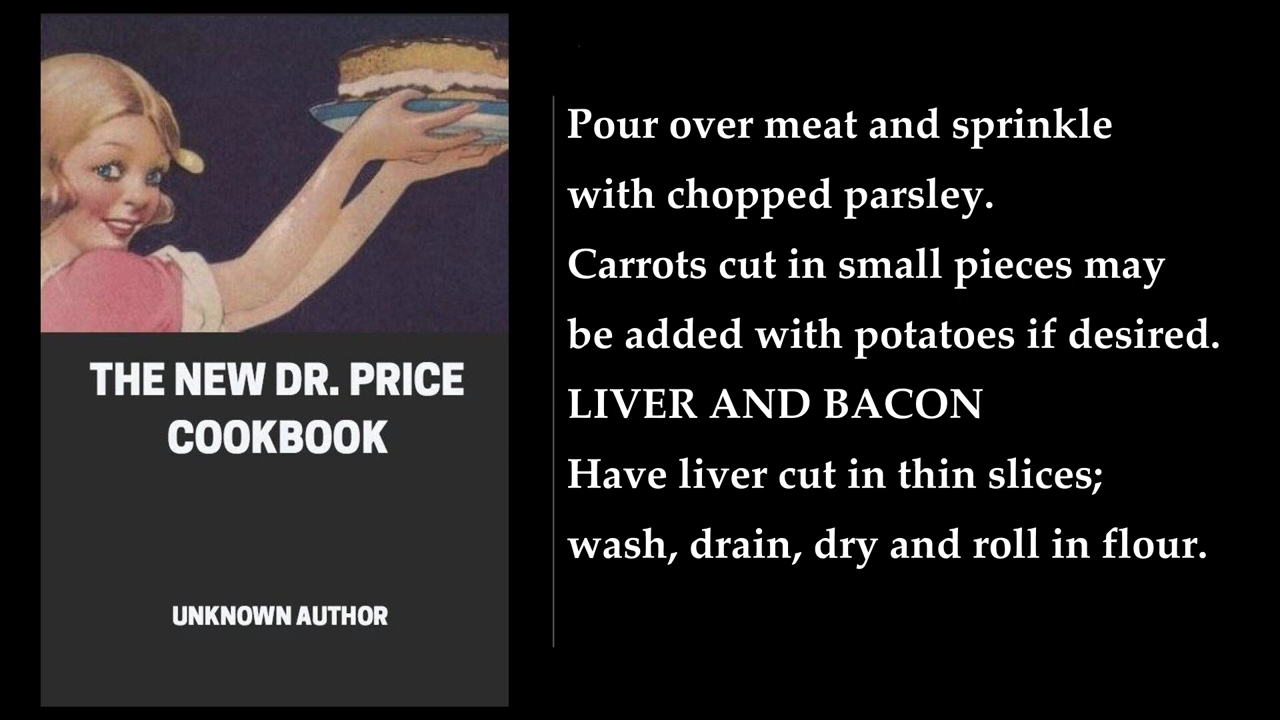 THE NEW DR. PRICE
COOKBOOK
UNKNOWN AUTHOR
Pour over meat and sprinkle
with chopped parsley.
Carrots cut in small pieces may
be added with potatoes if desired.
LIVER AND BACON
Have liver cut in thin slices;
wash, drain, dry and roll in flour.